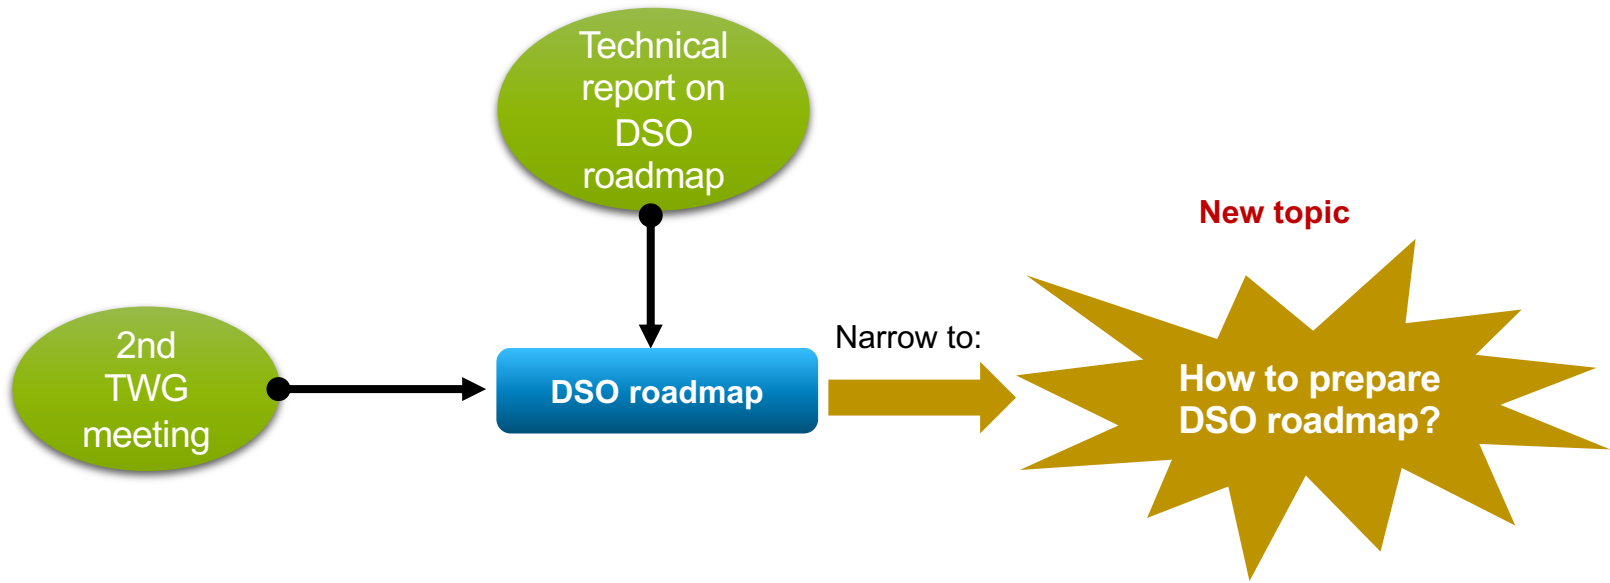 Technical
report on
DSO
roadmap
New topic
2nd
TWG
meeting
DSO roadmap
Narrow to:
How to prepare
DSO roadmap?